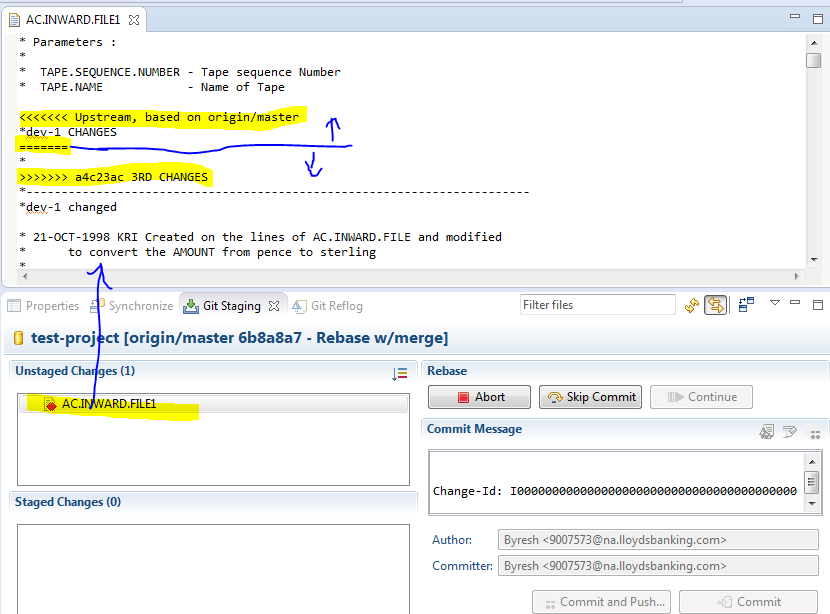 AC.INWARD.FILE1
* Parameters :
*
* TAPE.SEQUENCE.NUMBER - Tape sequence Number
* TAPE.NAME - Name of Tape
<<<<<<< Upstream, based on origin/master
*dev-1 CHANGES
=======
*
>>>>>>> a4c23ac 3RD CHANGES
*-------------------------------------------------------------------
*dev-1 changed
* 21-OCT-1998 KRI Created on the lines of AC.INWARD.FILE and modified
* to convert the AMOUNT from pence to sterling
*
Properties Synchronize Git Staging Git Reflog Filter files
test-project [origin/master 6b8a8a7 - Rebase w/merge]
Unstaged Changes (1)
AC.INWARD.FILE1
Staged Changes (0)
Rebase
Abort Skip Commit Continue
Commit Message
Change-Id: I0000000000000000000000000000000000000000
Author: Byresh <9007573@na.lloydsbanking.com>
Committer: Byresh <9007573@na.lloydsbanking.com>
Commit and Push... Commit